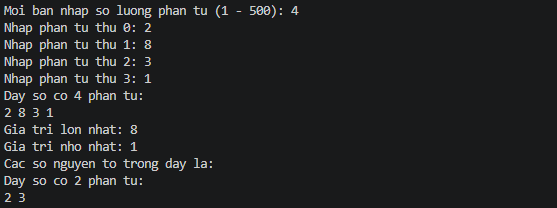 Moi ban nhap so luong phan tu (1 - 500): 4
Nhap phan tu thu 0: 2
Nhap phan tu thu 1: 8
Nhap phan tu thu 2: 3
Nhap phan tu thu 3: 1
Day so co 4 phan tu:
2 8 3 1
Gia tri lon nhat: 8
Gia tri nho nhat: 1
Cac so nguyen to trong day la:
Day so co 2 phan tu:
2 3